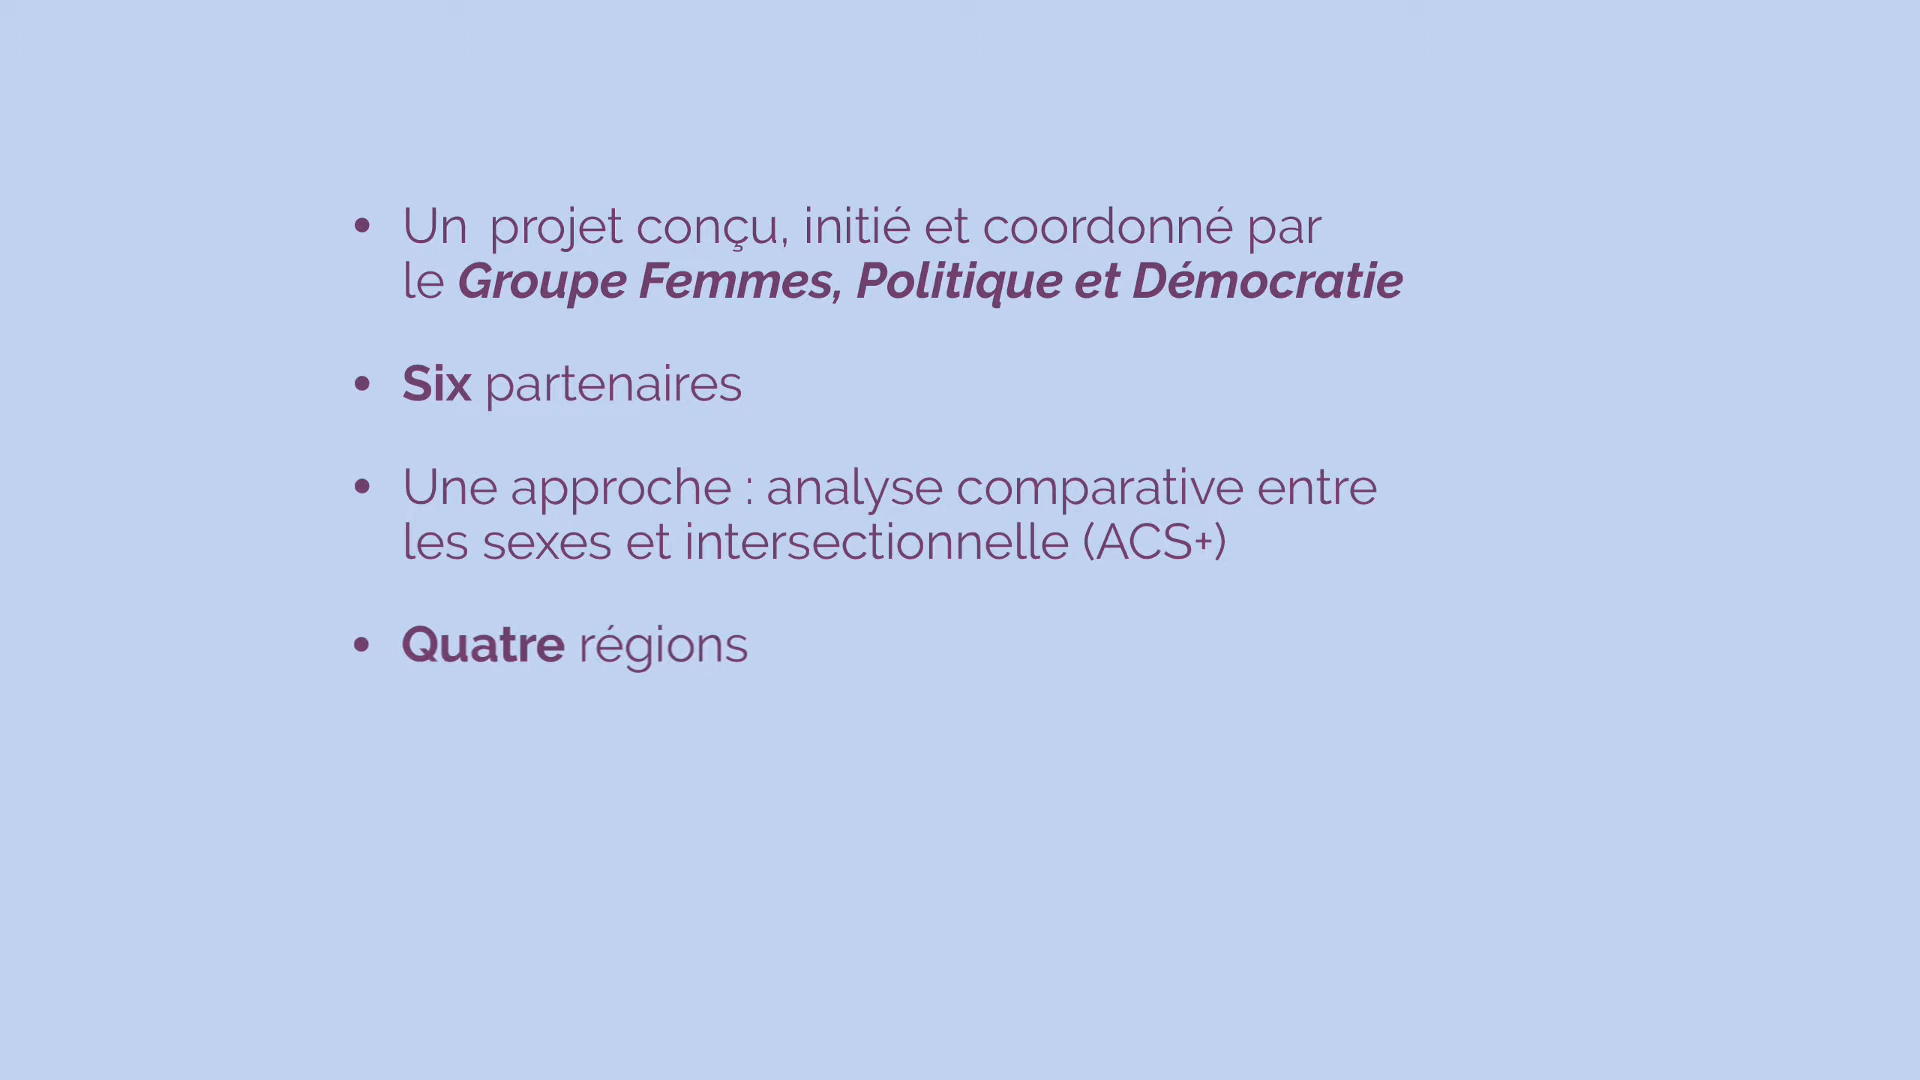 • Un projet conçu, initié et coordonné par
le Groupe Femmes, Politique et Démocratie
• Six partenaires
• Une approche : analyse comparative entre
les sexes et intersectionnelle (ACS+)
• Quatre régions